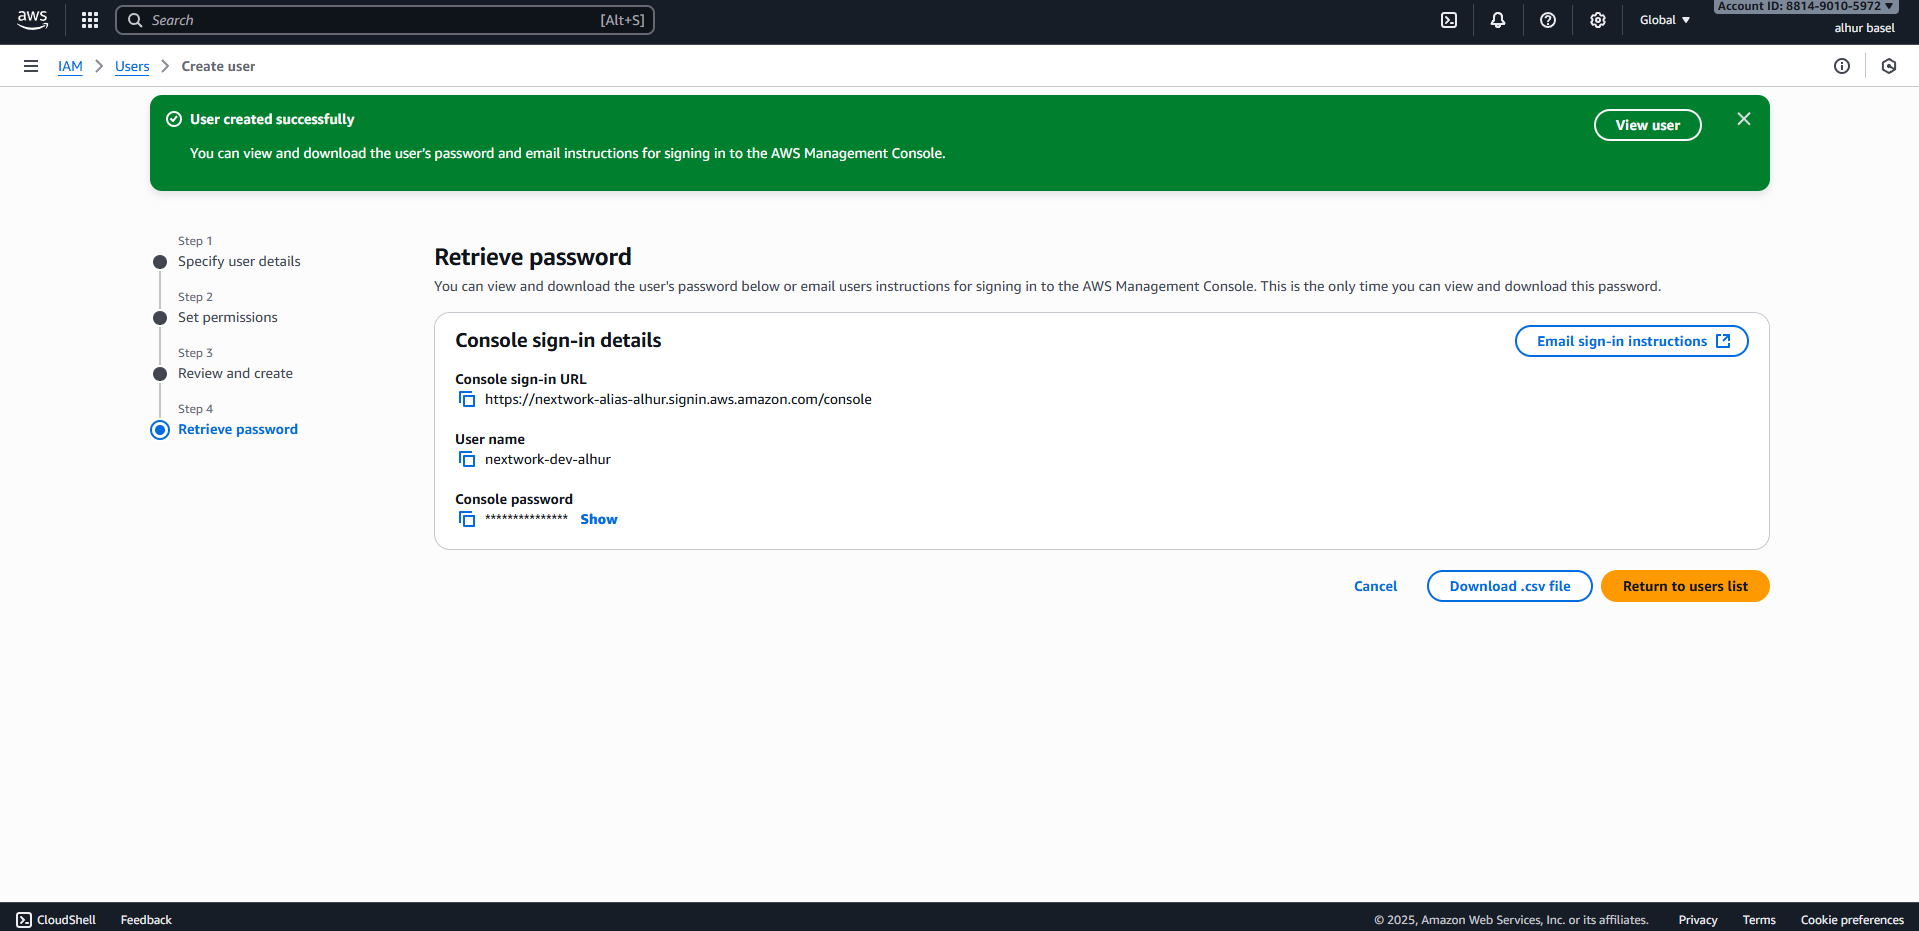 aws
Search [Alt+S]
Global
Account ID: 8814-9010-5972
alhur basel
IAM
Users
Create user
User created successfully
You can view and download the user's password and email instructions for signing in to the AWS Management Console.
View user
Step 1
Specify user details
Step 2
Set permissions
Step 3
Review and create
Step 4
Retrieve password
Retrieve password
You can view and download the user's password below or email users instructions for signing in to the AWS Management Console. This is the only time you can view and download this password.
Console sign-in details
Email sign-in instructions
Console sign-in URL
https://nextwork-alias-alhur.signin.aws.amazon.com/console
User name
nextwork-dev-alhur
Console password
*************** Show
Cancel
Download .csv file
Return to users list
CloudShell
Feedback
© 2025, Amazon Web Services, Inc. or its affiliates.
Privacy
Terms
Cookie preferences